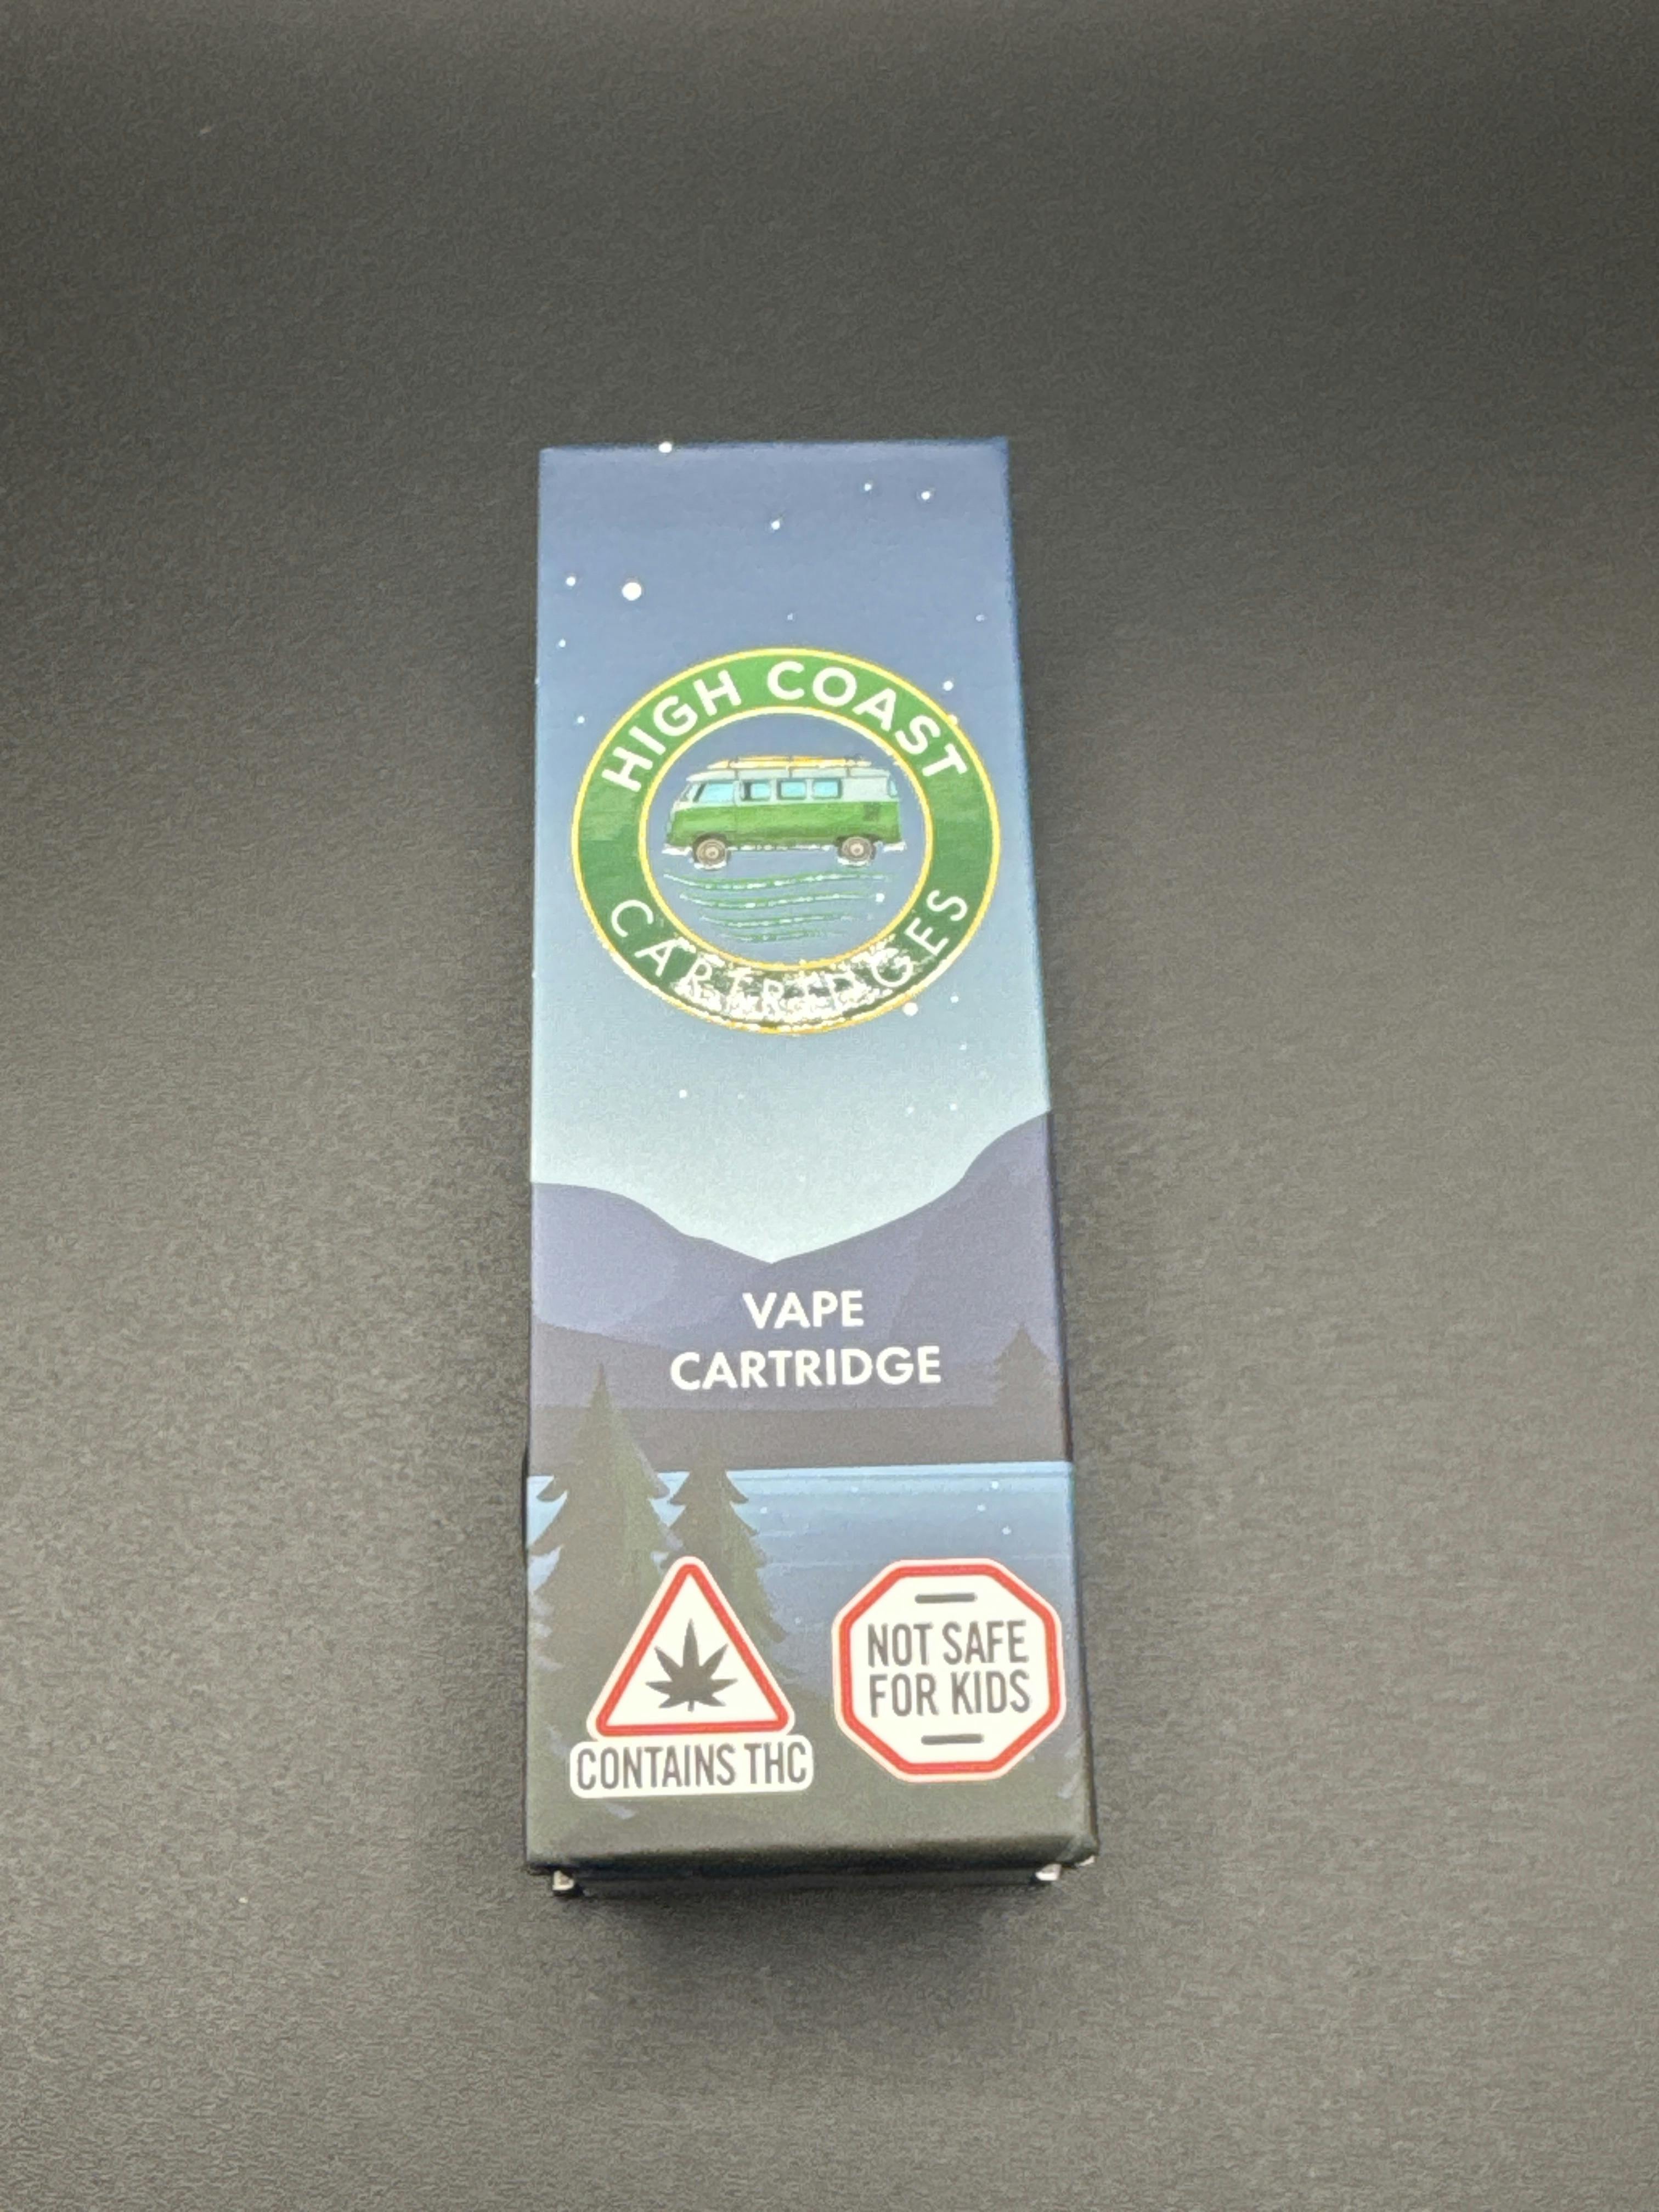 HIGH COAST
CARTRIDGES
VAPE
CARTRIDGE
CONTAINS THC
NOT SAFE
FOR KIDS